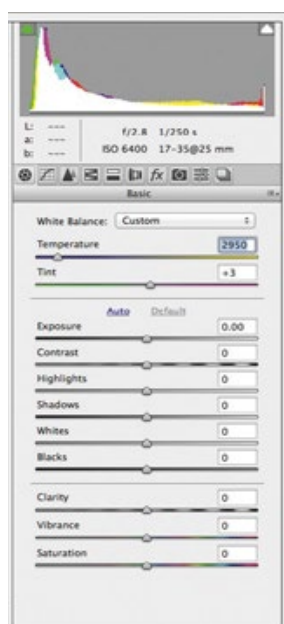 L: ---
a: ---
b: ---
f/2.8 1/250 s
ISO 6400 17-35@25 mm
fx
Basic
White Balance: Custom
Temperature 2950
Tint +3
Auto Default
Exposure 0.00
Contrast 0
Highlights 0
Shadows 0
Whites 0
Blacks 0
Clarity 0
Vibrance 0
Saturation 0